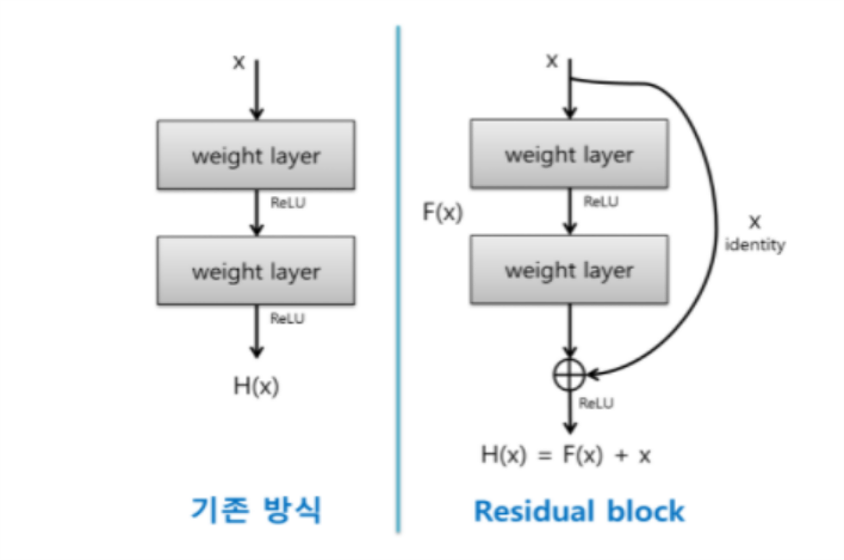 x
weight layer
ReLU
weight layer
ReLU
H(x)
기존 방식
x
weight layer
ReLU
F(x)
weight layer
x
identity
ReLU
H(x) = F(x) + x
Residual block